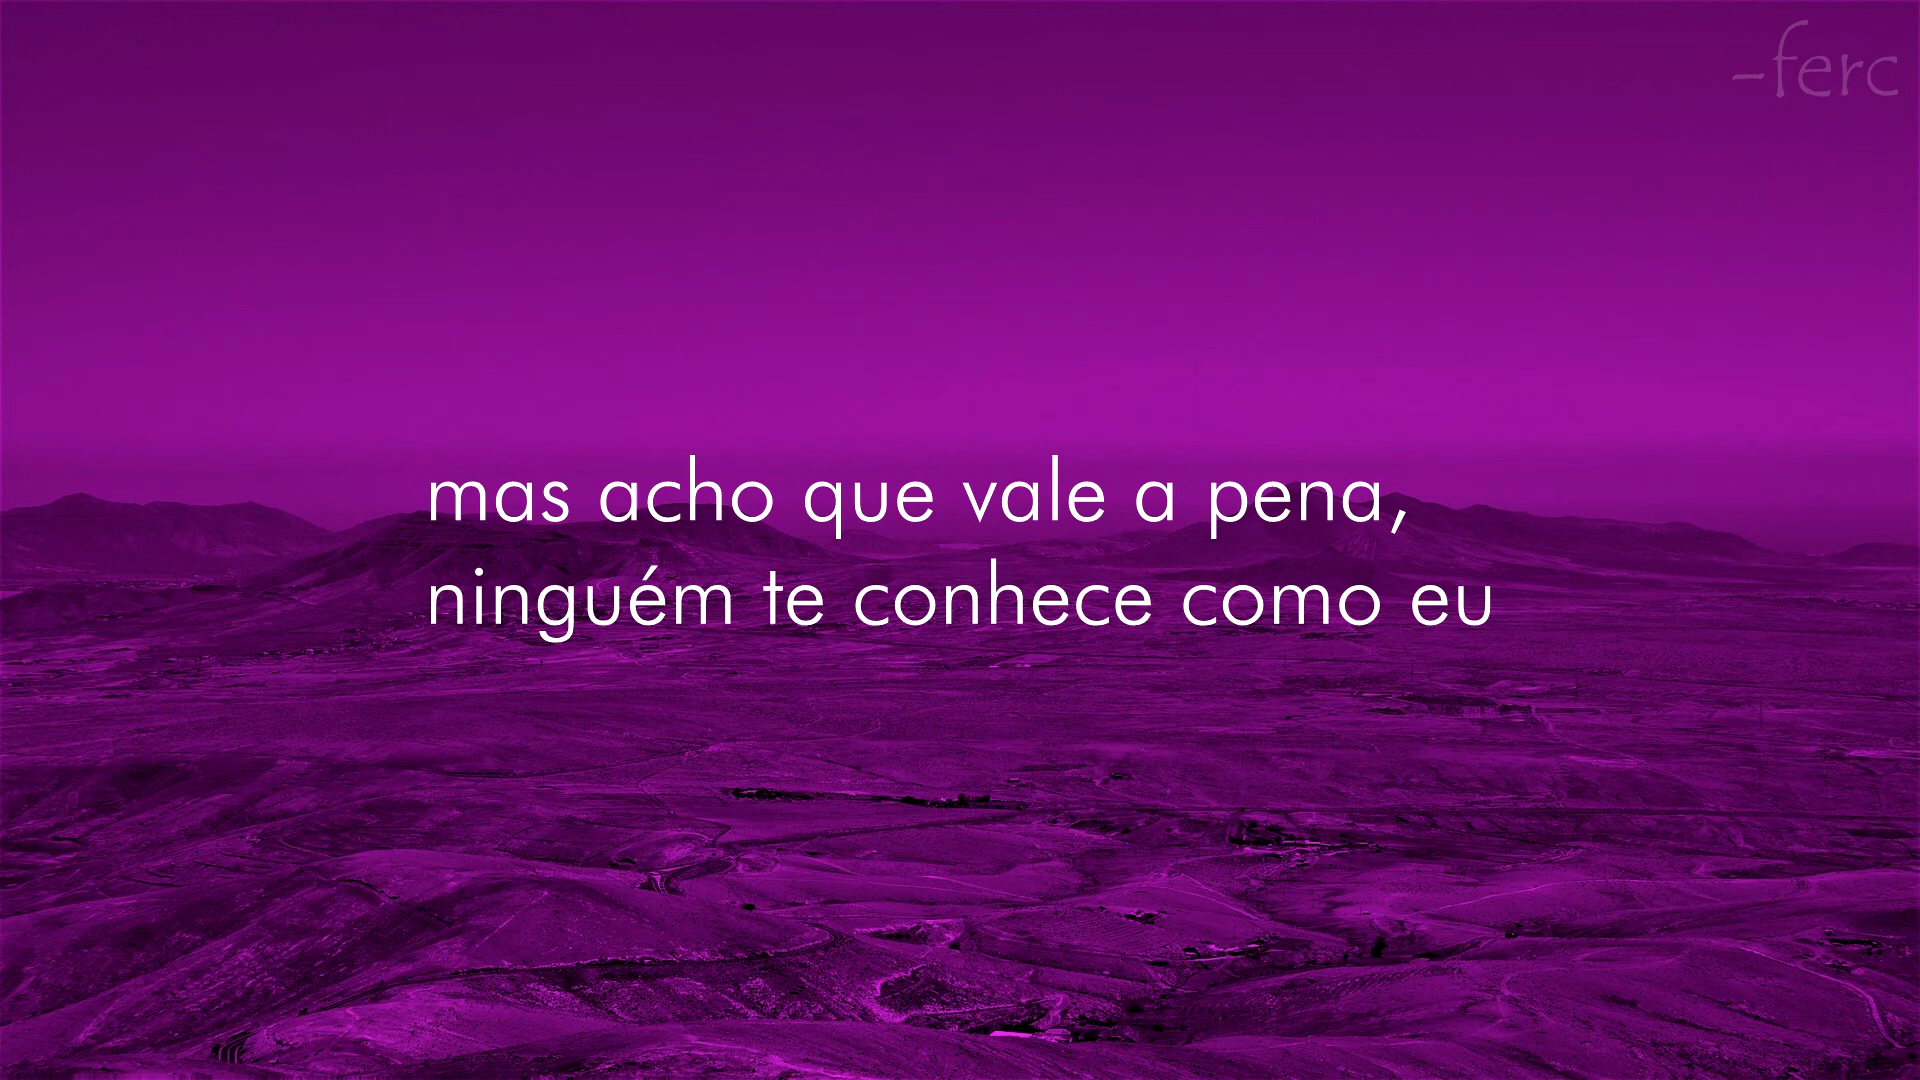 -ferc
mas acho que vale a pena,
ninguém te conhece como eu